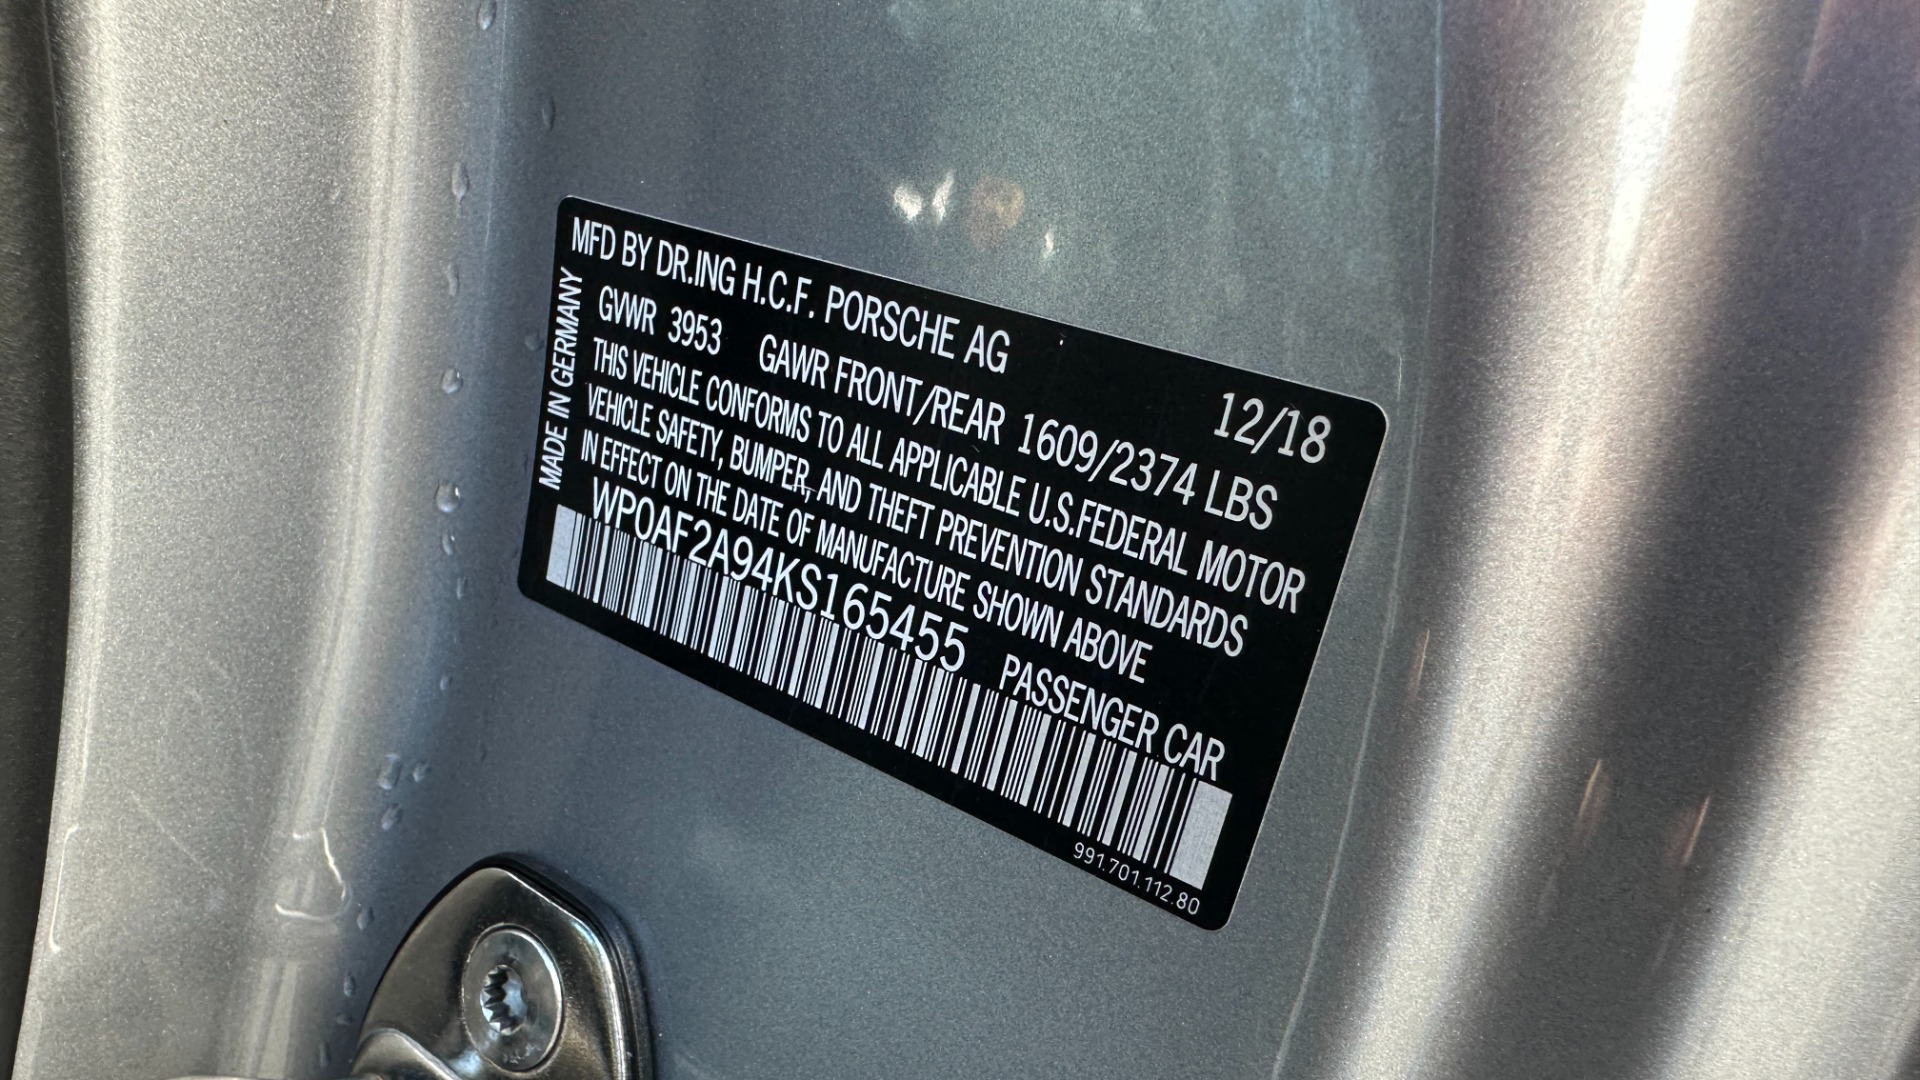 MFD BY DR.ING H.C.F. PORSCHE AG
12/18
MADE IN GERMANY
GVWR 3953 GAWR FRONT/REAR 1609/2374 LBS
THIS VEHICLE CONFORMS TO ALL APPLICABLE U.S.FEDERAL MOTOR
VEHICLE SAFETY, BUMPER, AND THEFT PREVENTION STANDARDS
IN EFFECT ON THE DATE OF MANUFACTURE SHOWN ABOVE
WP0AF2A94KS165455 PASSENGER CAR
991.701.112.80